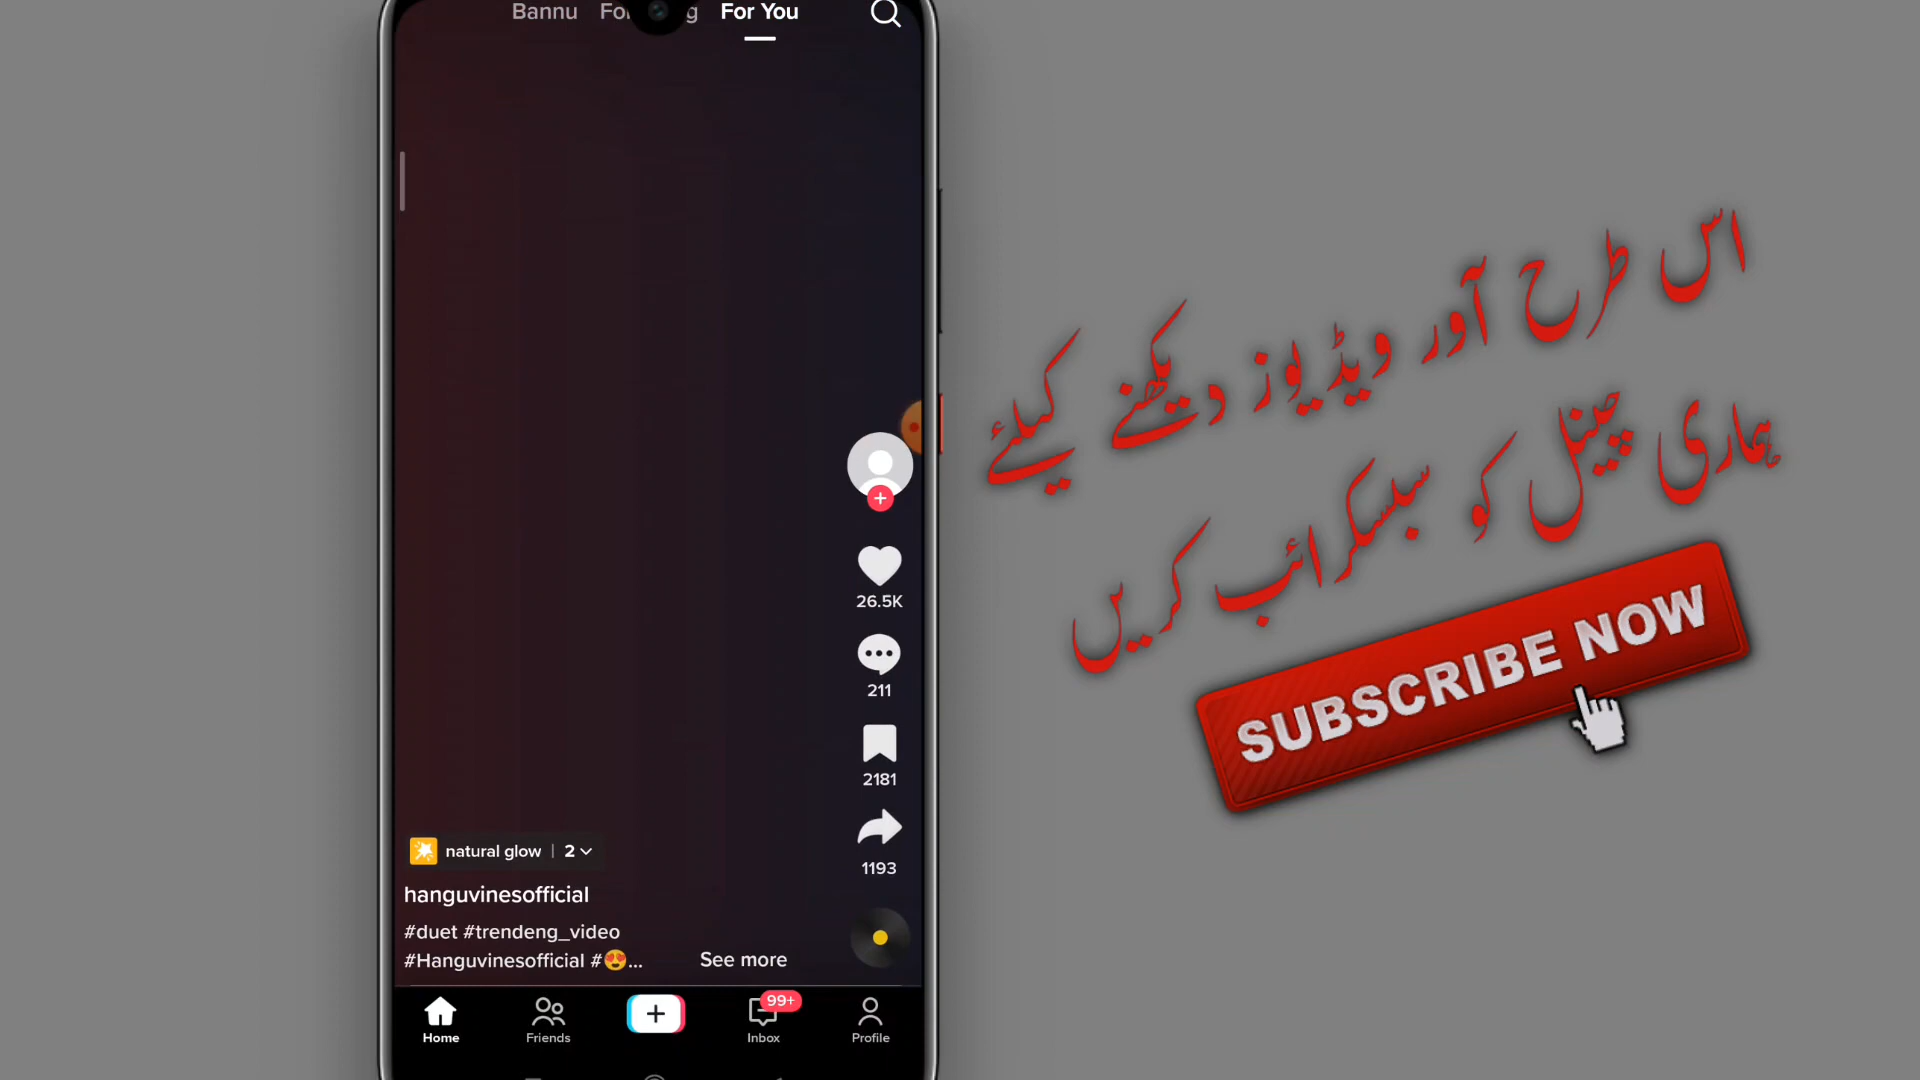 Bannu For You
26.5K
211
2181
1193
natural glow | 2
hanguvinesofficial
#duet #trendeng_video
#Hanguvinesofficial #😍... See more
Home Friends Inbox 99+ Profile
اس طرح آور ویڈیوز دیکھنے کیلئے
ہماری چینل کو سبسکرائب کریں
SUBSCRIBE NOW